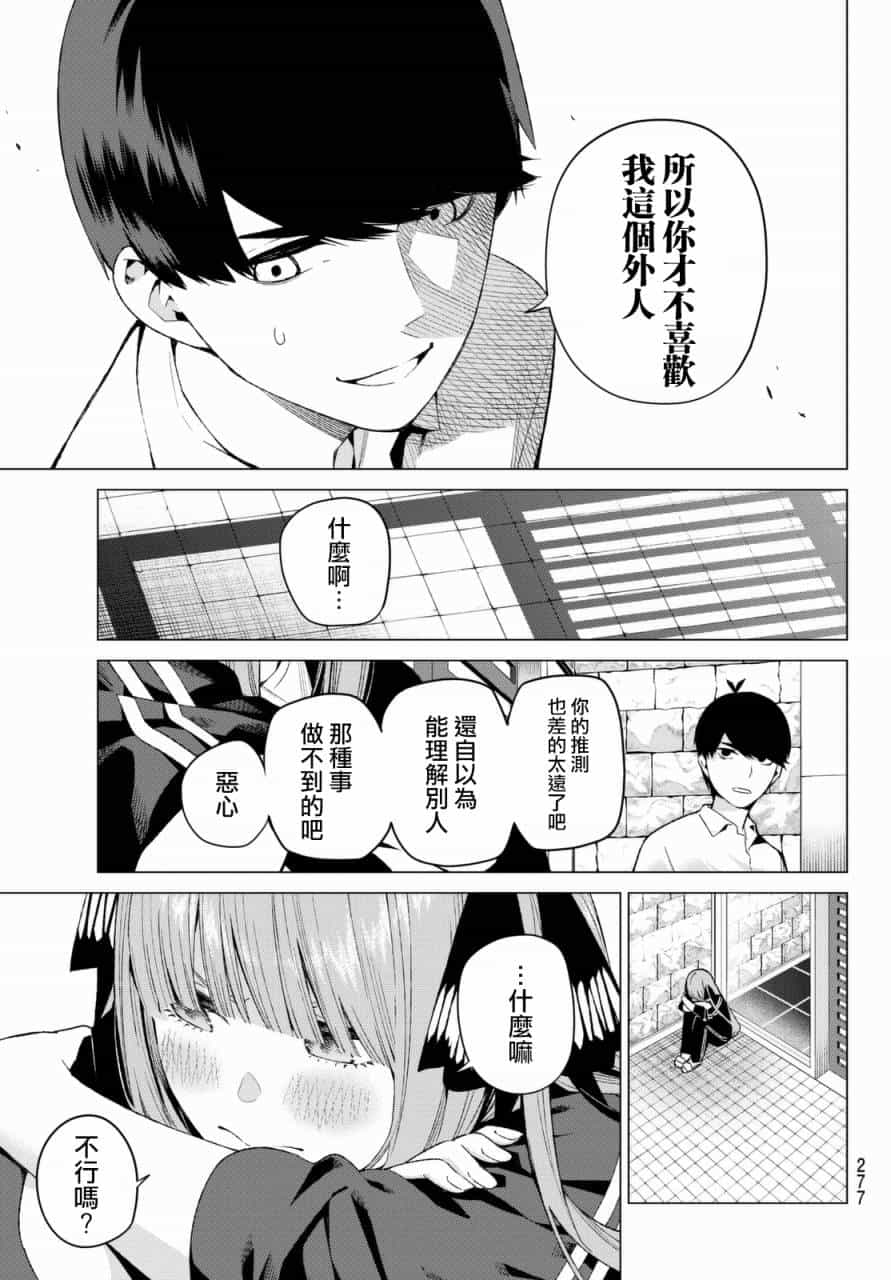 所以你才不喜歡
我這個外人
什麼啊…
你的推測
也差的太遠了吧
還自以為
能理解別人
那種事
做不到的吧
惡心
…什麼嘛
不行嗎？
277